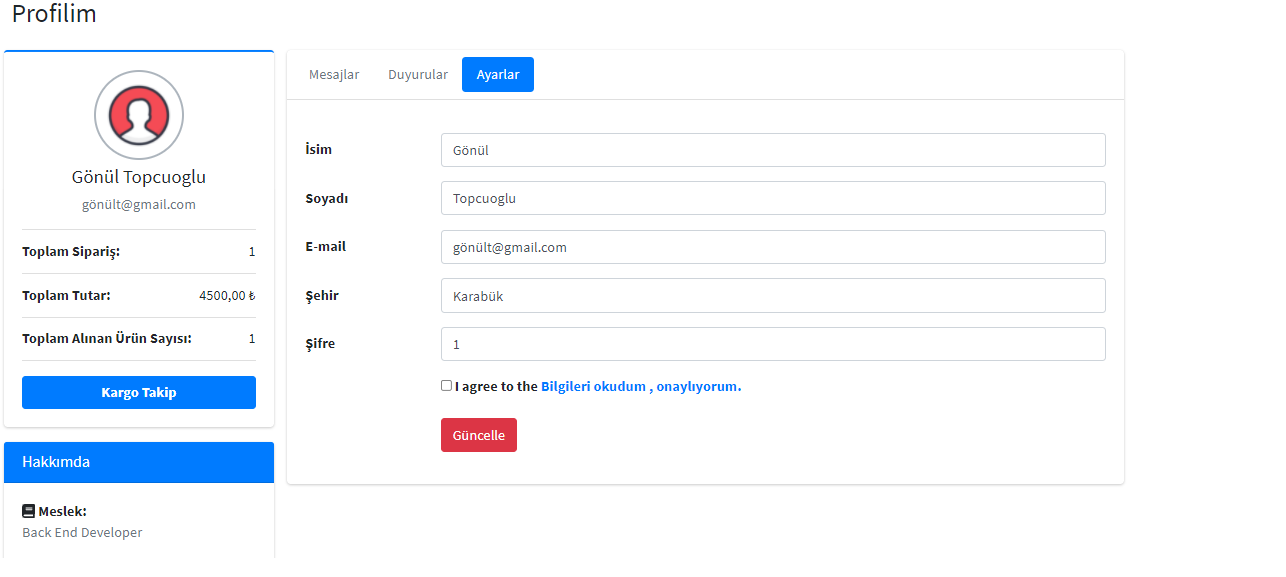 Profilim
Gönül Topcuoglu
gönült@gmail.com
Toplam Sipariş: 1
Toplam Tutar: 4500,00 ₺
Toplam Alınan Ürün Sayısı: 1
Kargo Takip
Hakkımda
Meslek:
Back End Developer
Mesajlar Duyurular Ayarlar
İsim Gönül
Soyadı Topcuoglu
E-mail gönült@gmail.com
Şehir Karabük
Şifre 1
I agree to the Bilgileri okudum , onaylıyorum.
Güncelle